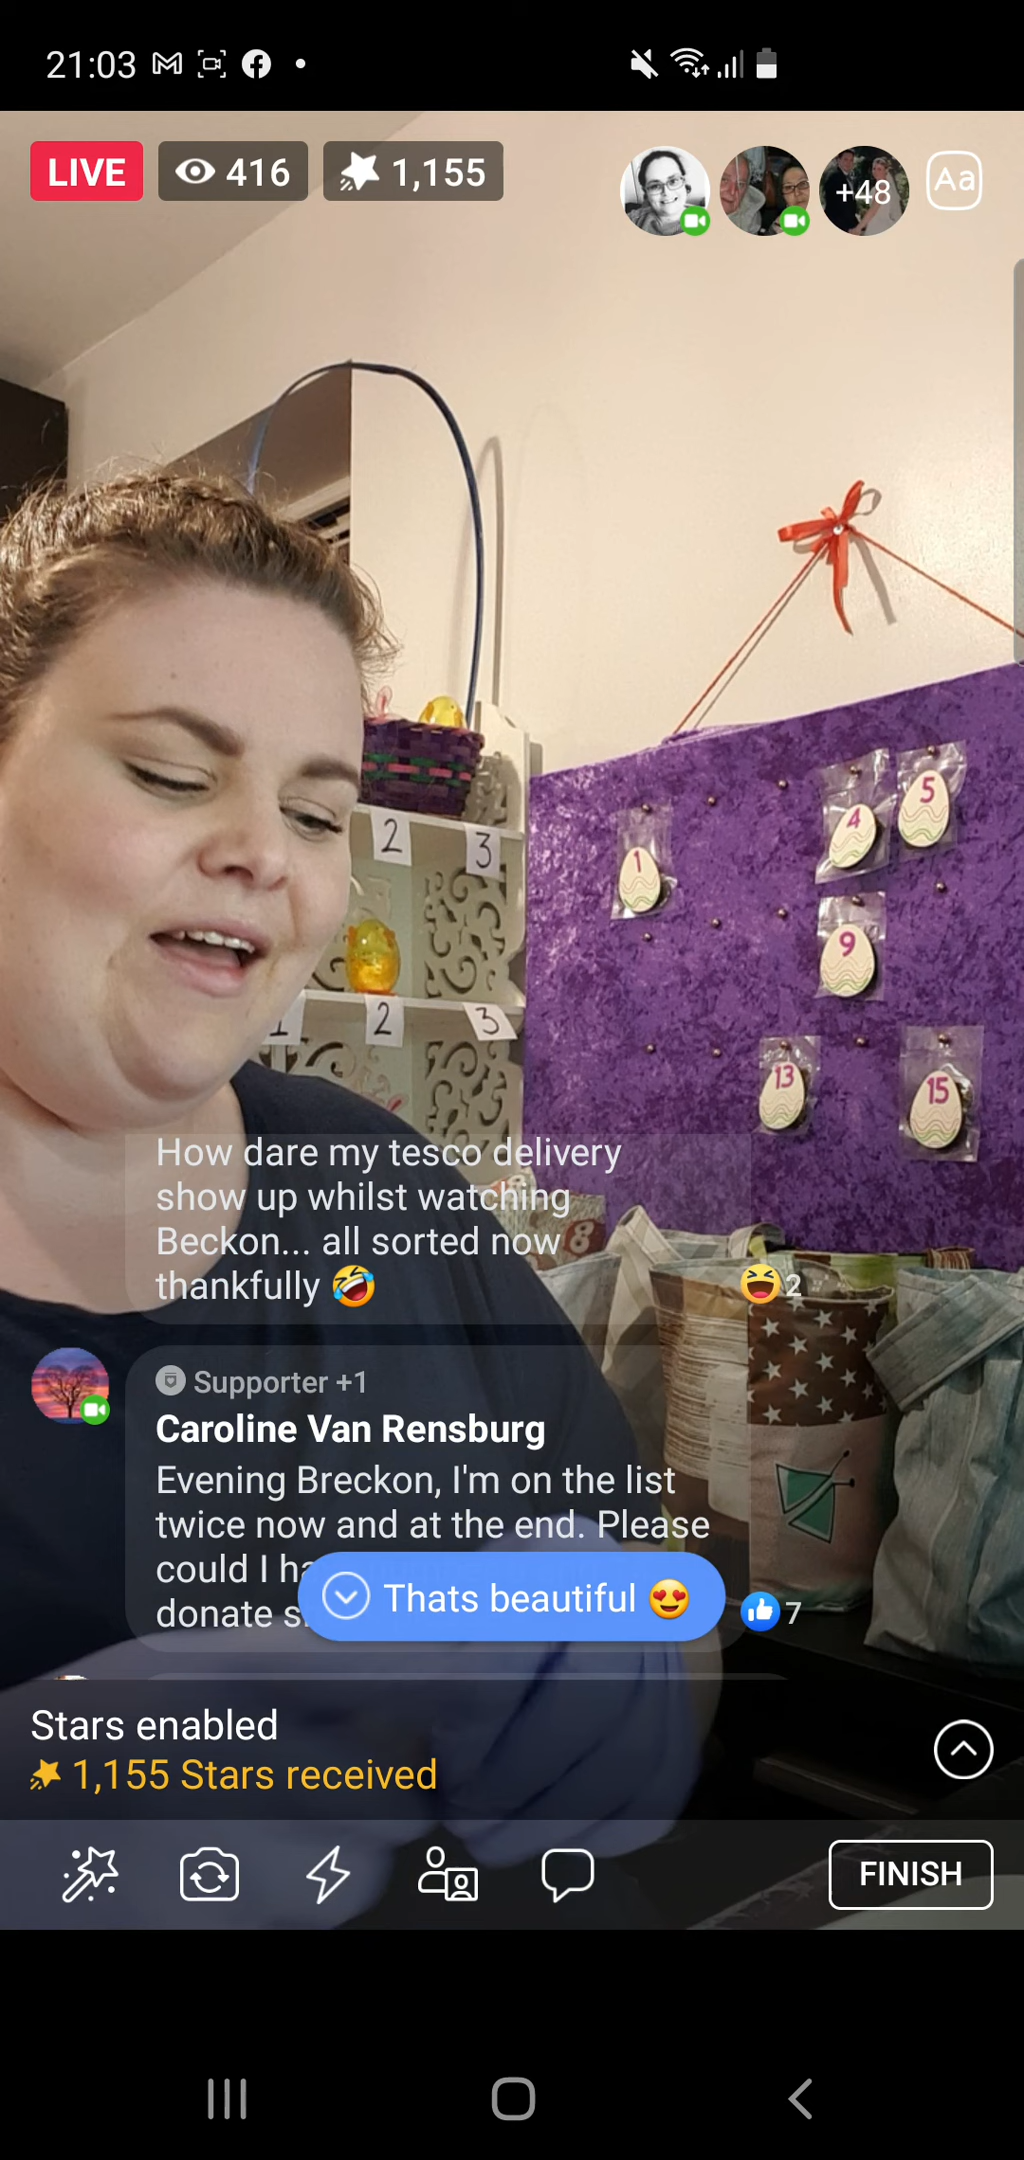 21:03
LIVE 416 1,155
+48 Aa
5
4
1
2 3
9
1 2 3
13
15
How dare my tesco delivery
show up whilst watching
Beckon... all sorted now
thankfully 🤣
😆 2
8
Supporter +1
Caroline Van Rensburg
Evening Breckon, I'm on the list
twice now and at the end. Please
could I
donate
Thats beautiful 😍
7
Stars enabled
1,155 Stars received
FINISH